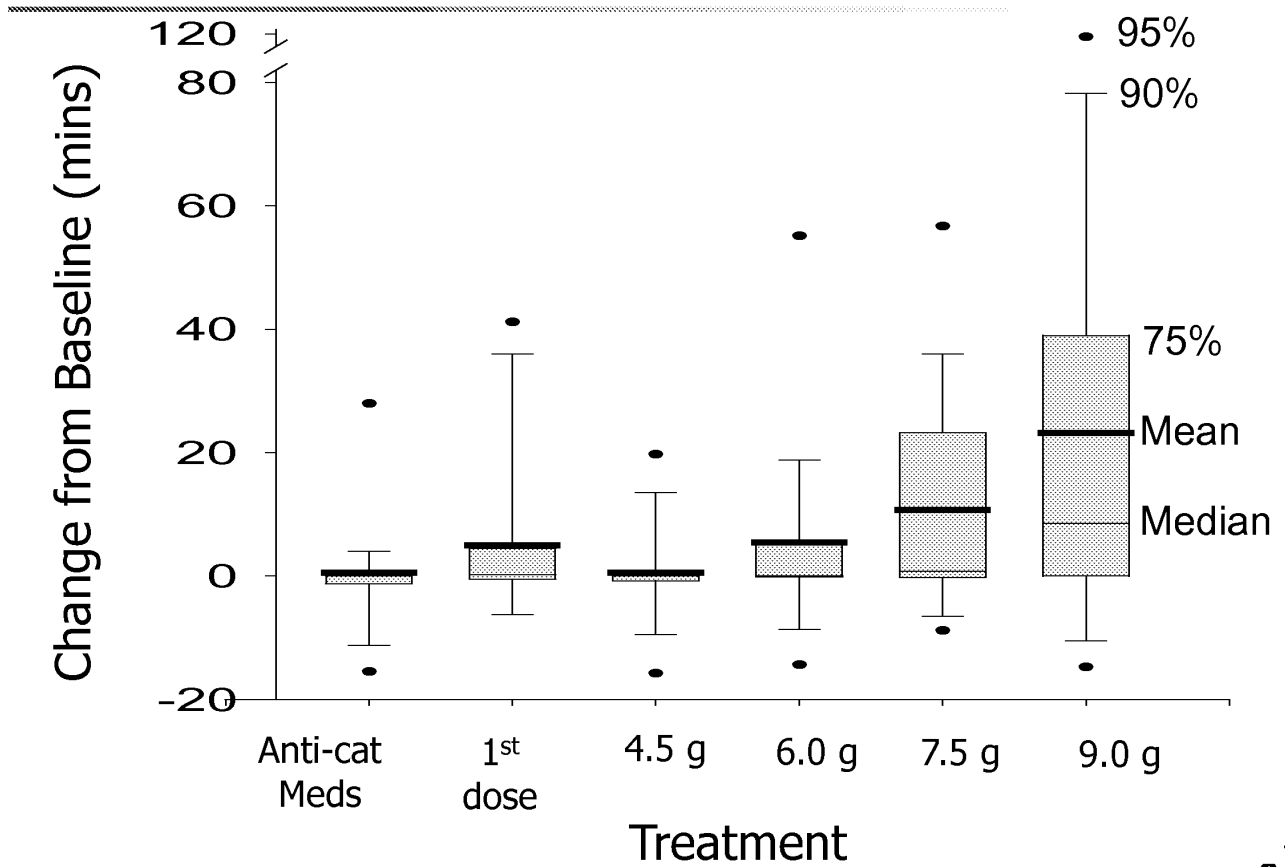 Change from Baseline (mins)
120
80
60
40
20
0
-20
95%
90%
75%
Mean
Median
Anti-cat
Meds
1st
dose
4.5 g
6.0 g
7.5 g
9.0 g
Treatment